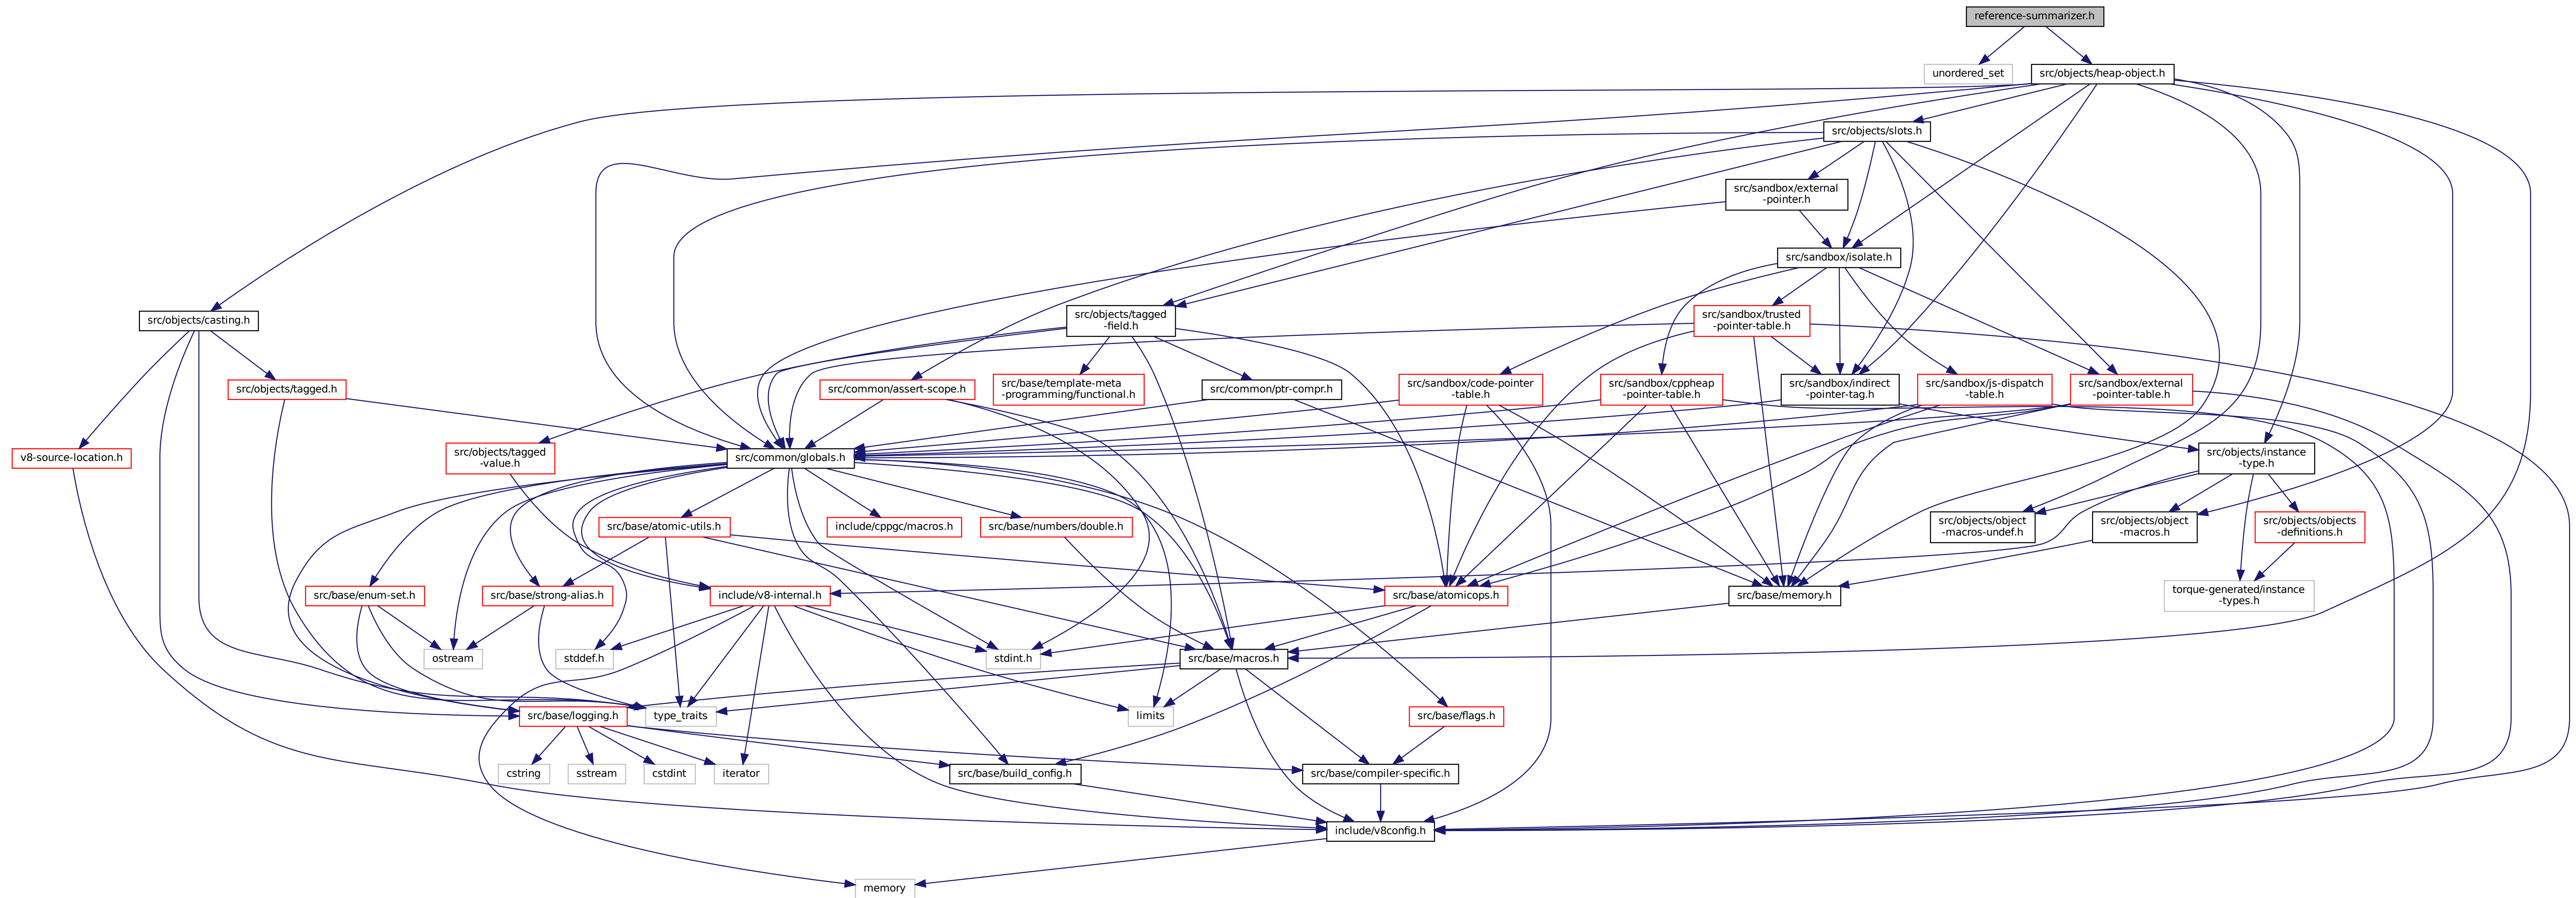 reference-summarizer.h
unordered_set
src/objects/heap-object.h
src/objects/slots.h
src/sandbox/external
-pointer.h
src/sandbox/isolate.h
src/objects/casting.h
src/objects/tagged
-field.h
src/sandbox/trusted
-pointer-table.h
src/objects/tagged.h
src/common/assert-scope.h
src/base/template-meta
-programming/functional.h
src/common/ptr-compr.h
src/sandbox/code-pointer
-table.h
src/sandbox/cppheap
-pointer-table.h
src/sandbox/indirect
-pointer-tag.h
src/sandbox/js-dispatch
-table.h
src/sandbox/external
-pointer-table.h
v8-source-location.h
src/objects/tagged
-value.h
src/common/globals.h
src/objects/instance
-type.h
src/base/atomic-utils.h
include/cppgc/macros.h
src/base/numbers/double.h
src/objects/object
-macros-undef.h
src/objects/object
-macros.h
src/objects/objects
-definitions.h
src/base/enum-set.h
src/base/strong-alias.h
include/v8-internal.h
src/base/atomicops.h
src/base/memory.h
torque-generated/instance
-types.h
ostream
stddef.h
stdint.h
src/base/macros.h
src/base/logging.h
type_traits
limits
src/base/flags.h
cstring
sstream
cstdint
iterator
src/base/build_config.h
src/base/compiler-specific.h
include/v8config.h
memory